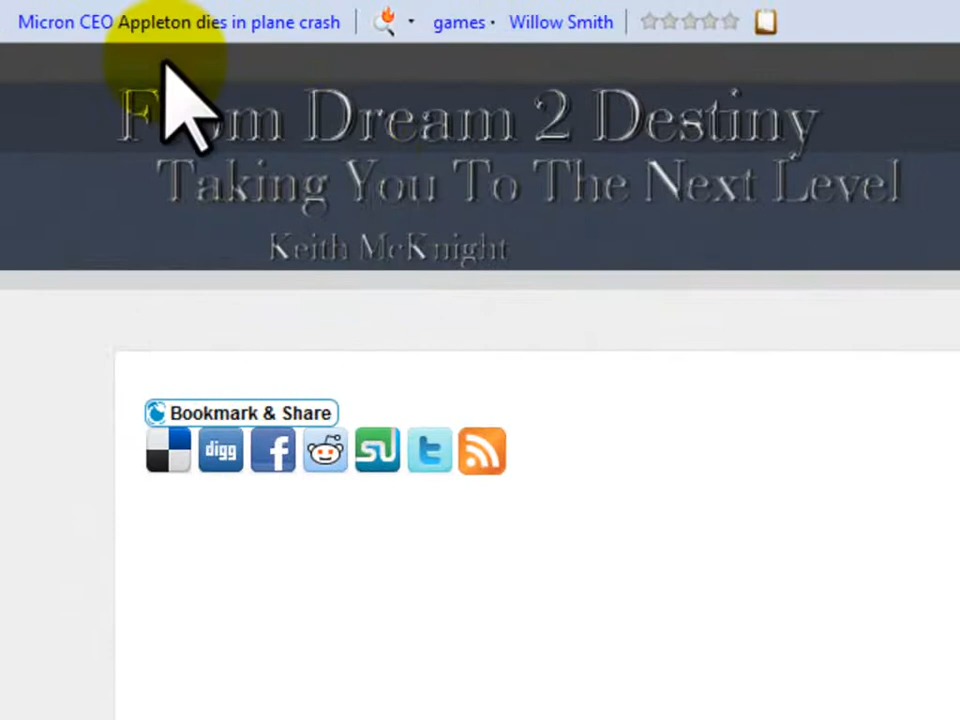 Micron CEO Appleton dies in plane crash games Willow Smith
From Dream 2 Destiny
Taking You To The Next Level
Keith McKnight
Bookmark & Share
digg